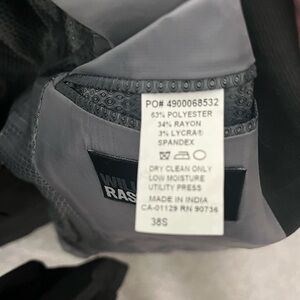 PO# 4900068532
63% POLYESTER
34% RAYON
3% LYCRA®
SPANDEX
DRY CLEAN ONLY
LOW MOISTURE
UTILITY PRESS
MADE IN INDIA
CA-01129 RN 90736
38S
WILL
RAS